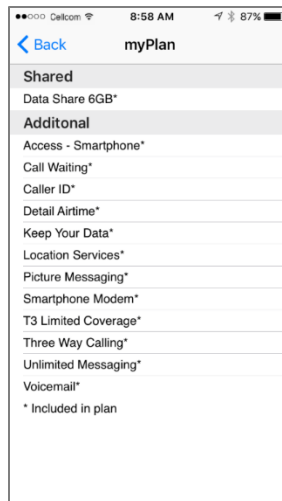 Cellcom 8:58 AM 87%
Back myPlan
Shared
Data Share 6GB*
Additonal
Access - Smartphone*
Call Waiting*
Caller ID*
Detail Airtime*
Keep Your Data*
Location Services*
Picture Messaging*
Smartphone Modem*
T3 Limited Coverage*
Three Way Calling*
Unlimited Messaging*
Voicemail*
* Included in plan